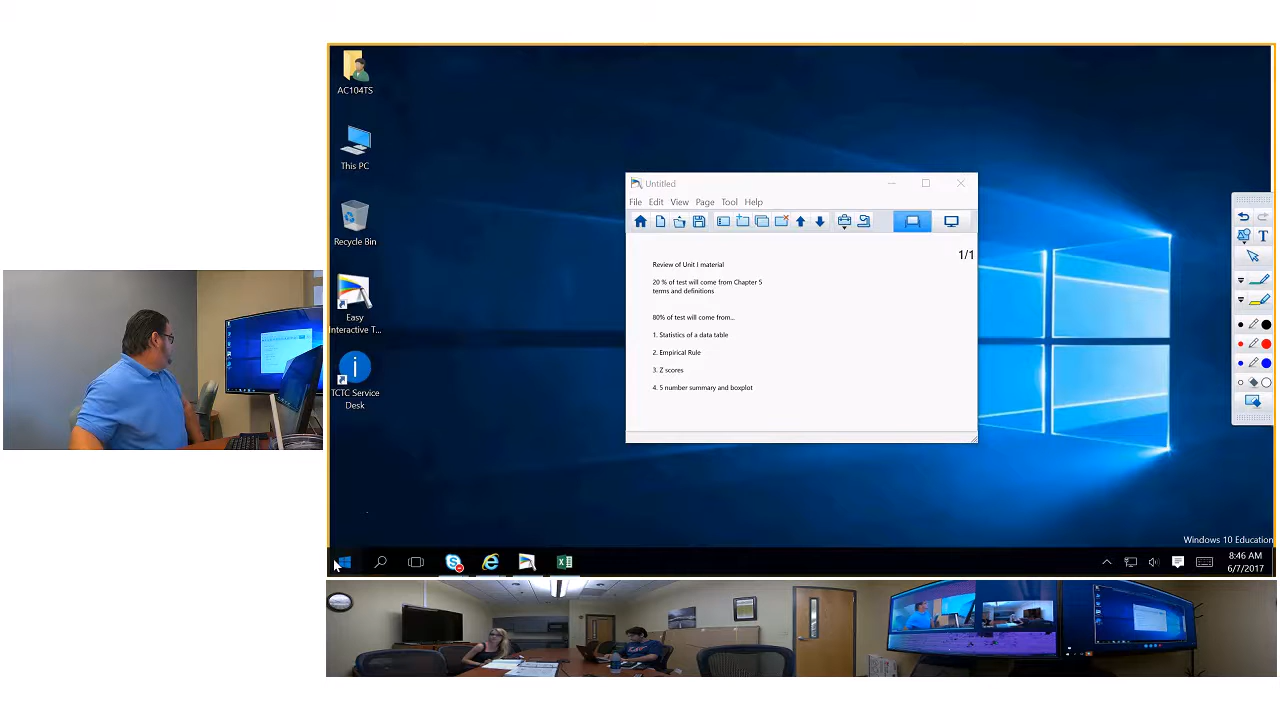 AC104TS
This PC
Recycle Bin
Easy
Interactive T...
TCTC Service
Desk
Untitled
File Edit View Page Tool Help
1/1
Review of Unit I material
20 % of test will come from Chapter 5
terms and definitions
80% of test will come from...
1. Statistics of a data table
2. Empirical Rule
3. Z scores
4. 5 number summary and boxplot
T
Windows 10 Education
8:46 AM
6/7/2017